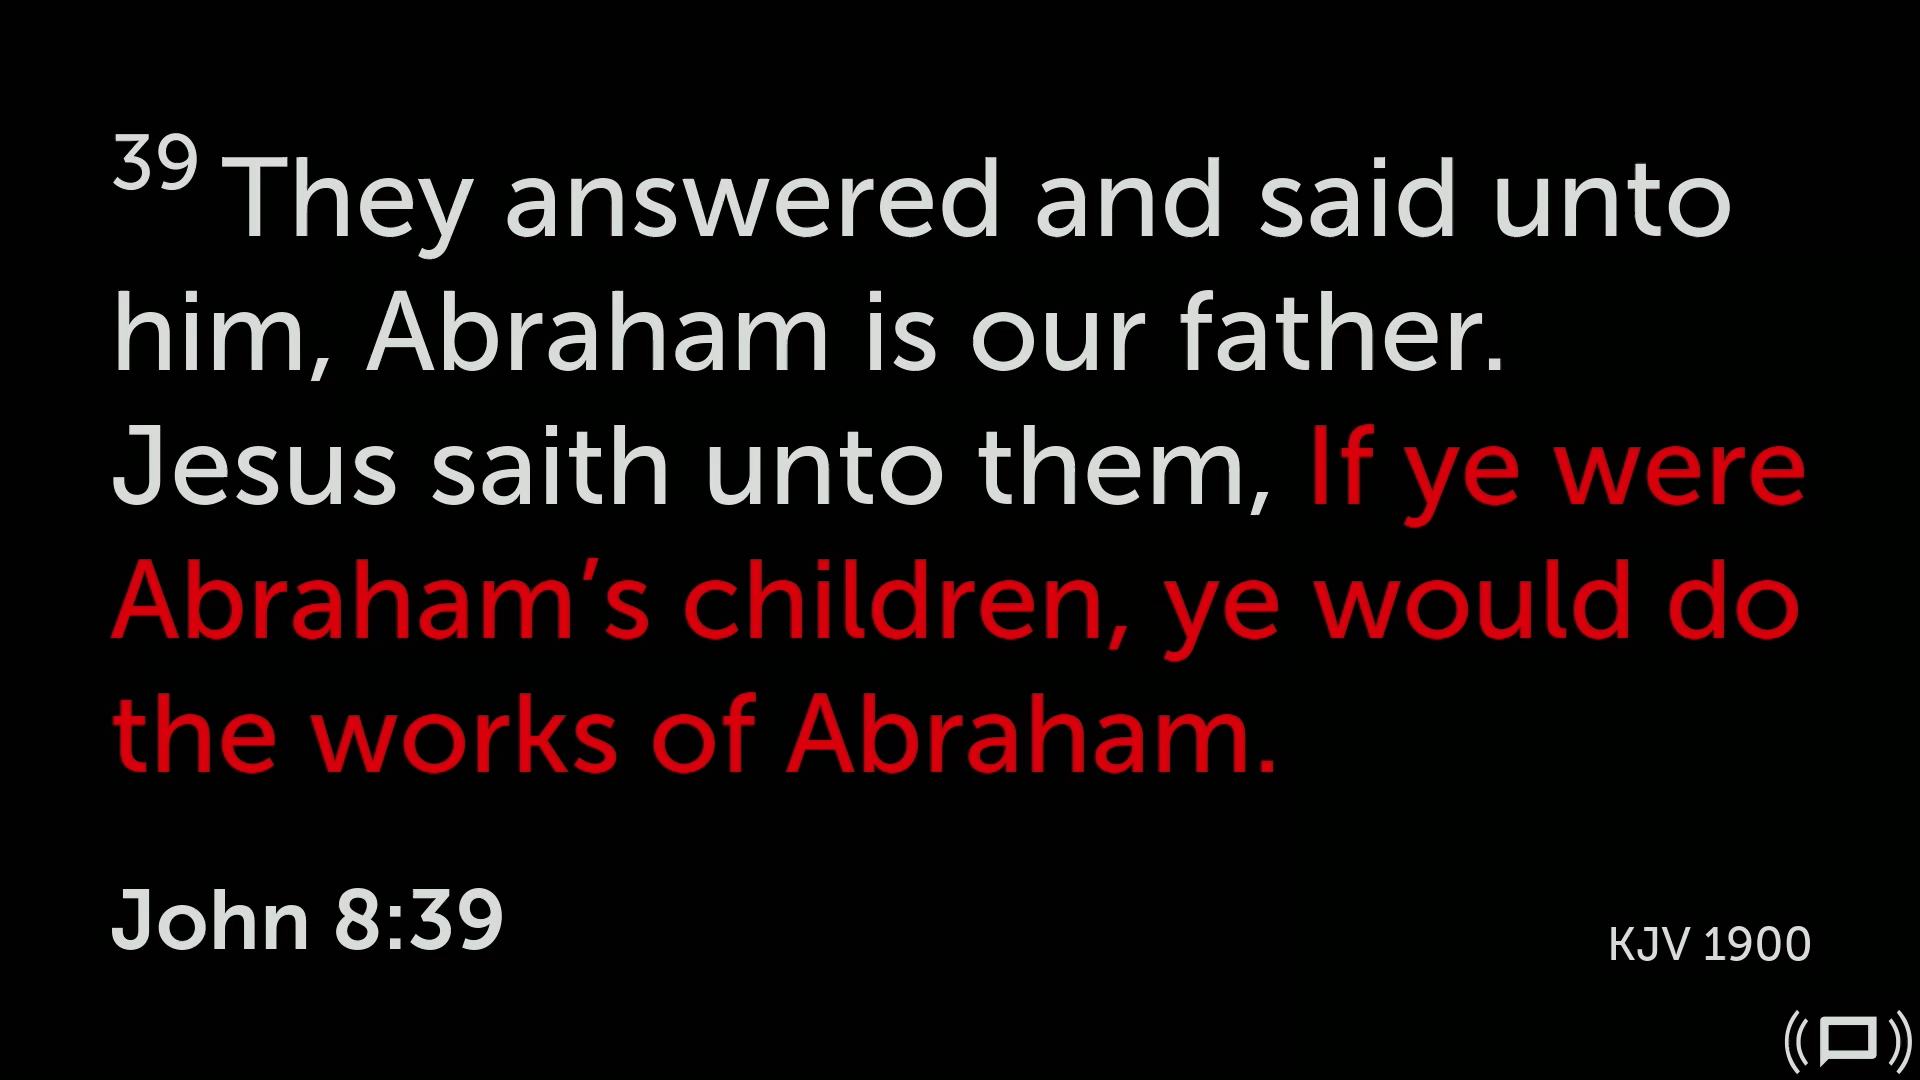 39 They answered and said unto
him, Abraham is our father.
Jesus saith unto them, If ye were
Abraham’s children, ye would do
the works of Abraham.
John 8:39
KJV 1900